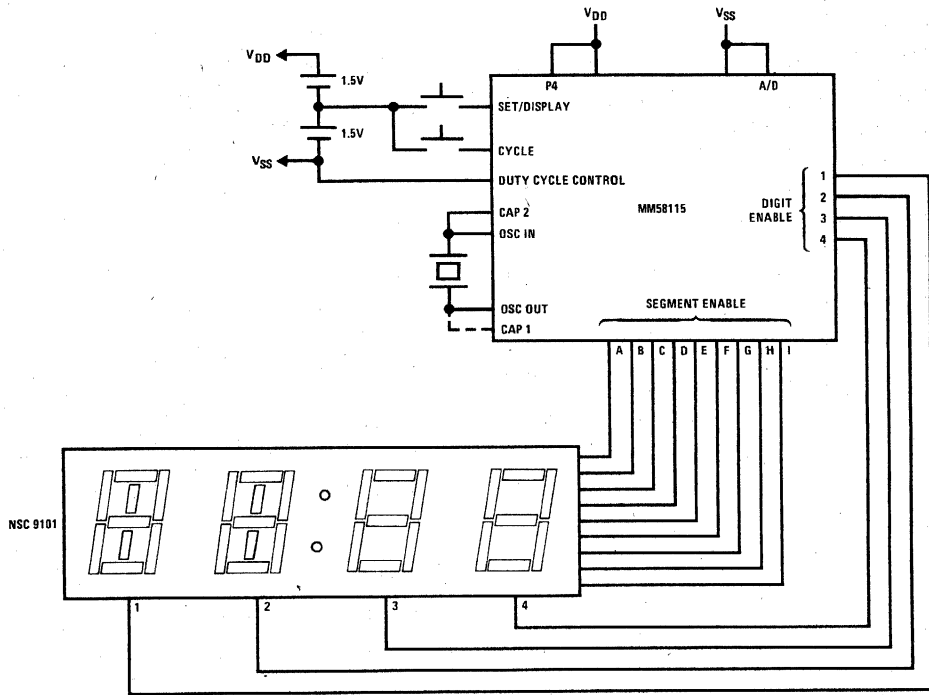 VDD
VSS
VDD
1.5V
1.5V
VSS
P4
A/D
SET/DISPLAY
CYCLE
DUTY CYCLE CONTROL
CAP 2
OSC IN
OSC OUT
CAP 1
MM58115
DIGIT
ENABLE
1
2
3
4
SEGMENT ENABLE
A B C D E F G H I
NSC 9101
1 2 3 4